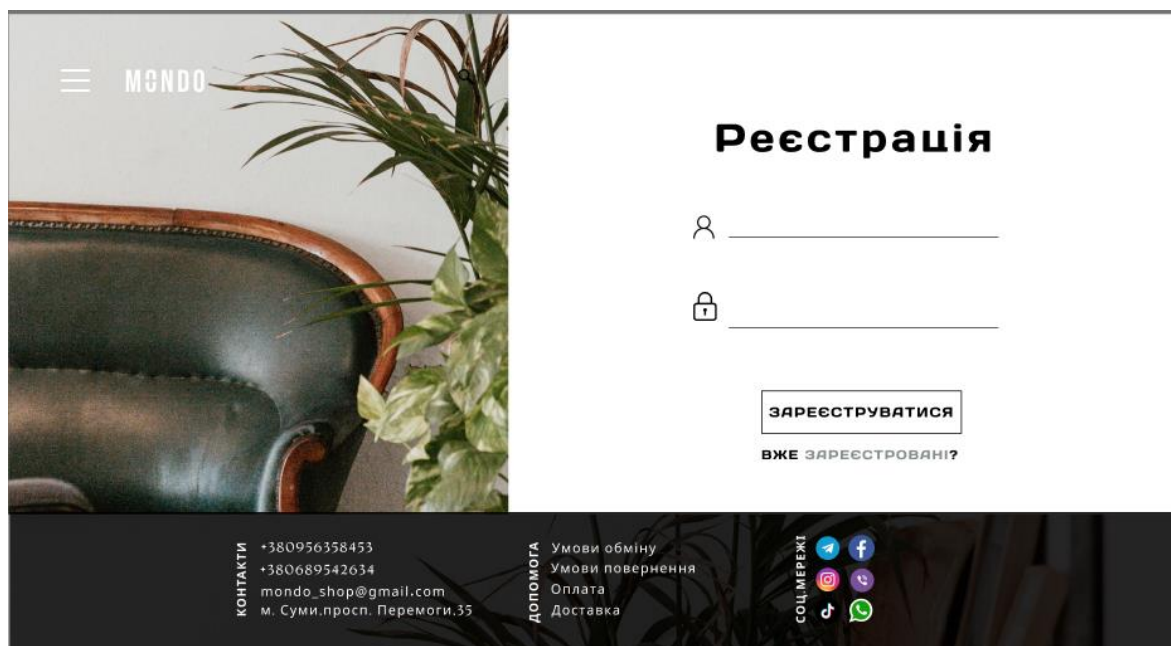 MONDO
Реєстрація
ЗАРЕЄСТРУВАТИСЯ
ВЖЕ ЗАРЕЄСТРОВАНІ?
КОНТАКТИ
+380956358453
+380689542634
mondo_shop@gmail.com
м. Суми,просп. Перемоги,35
ДОПОМОГА
Умови обміну
Умови повернення
Оплата
Доставка
СОЦ.МЕРЕЖІ